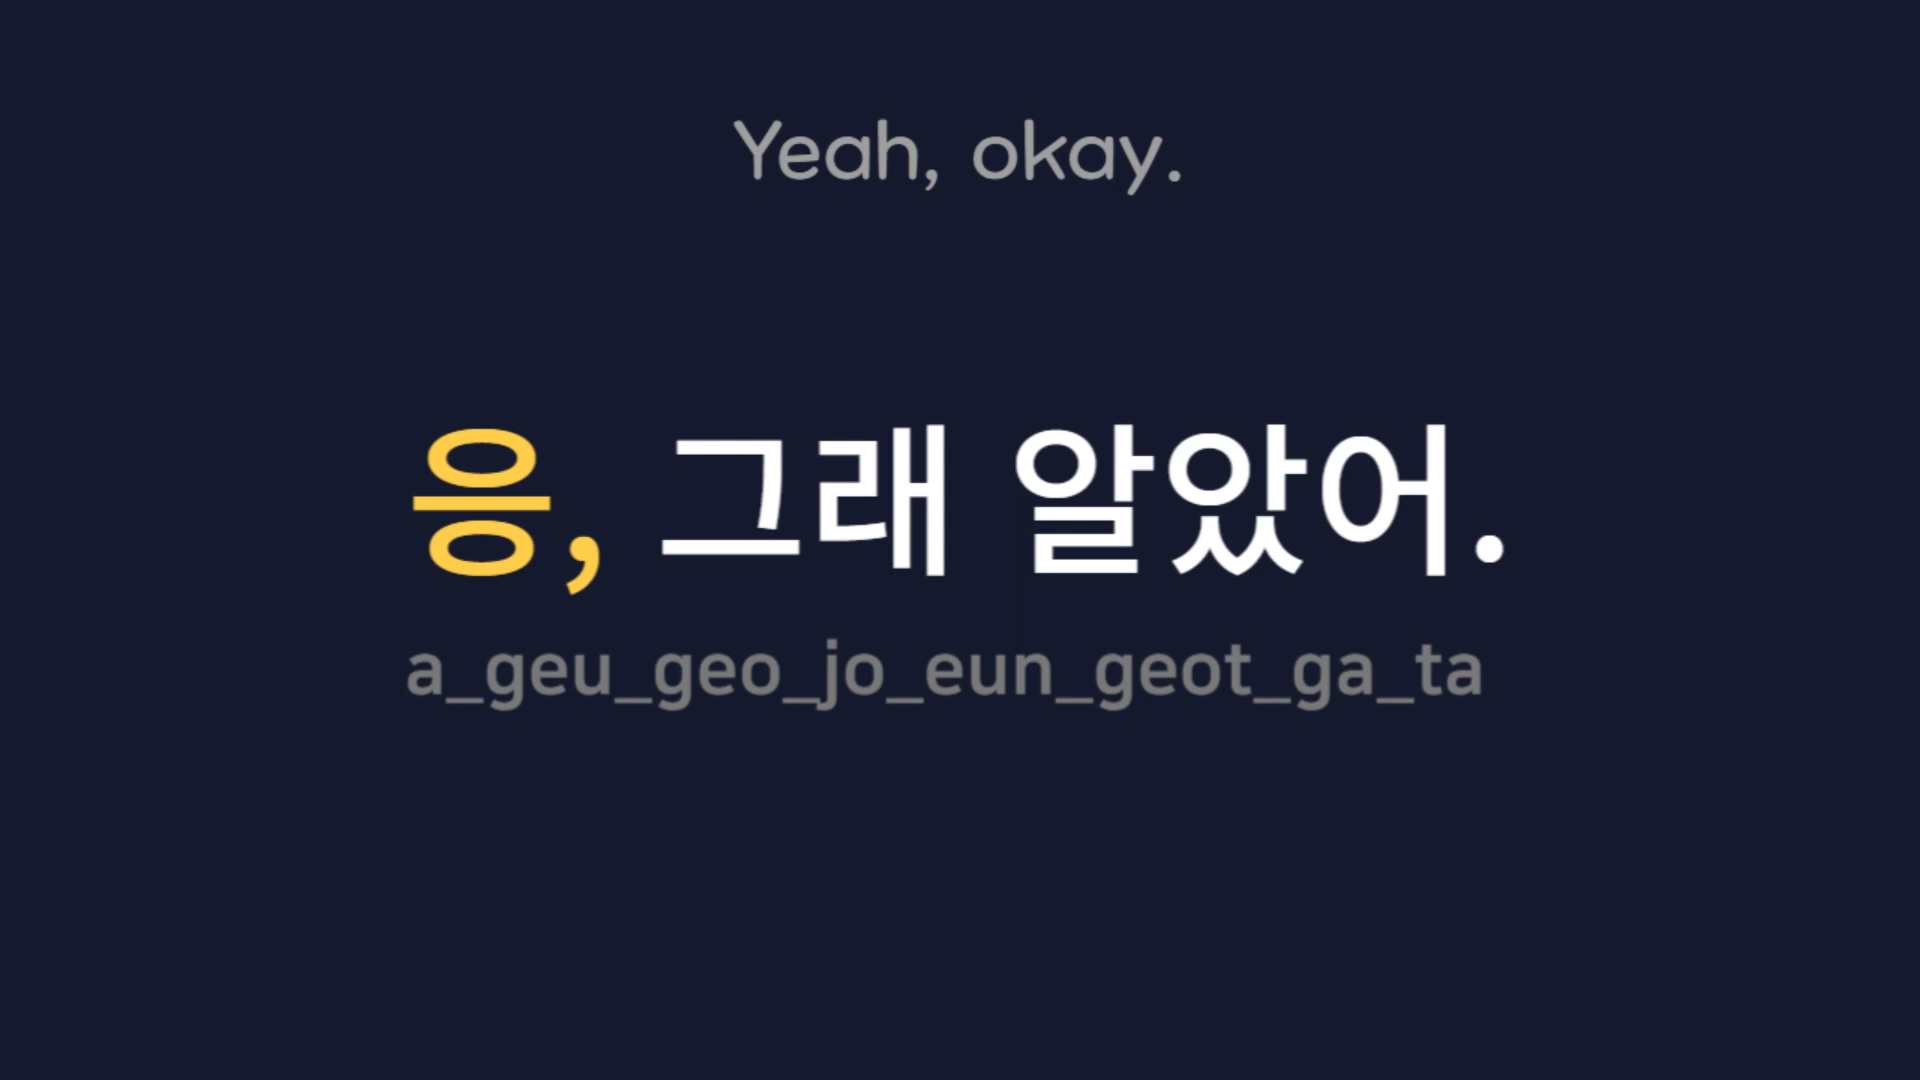 Yeah, okay.
응, 그래 알았어.
a_geu_geo_jo_eun_geot_ga_ta